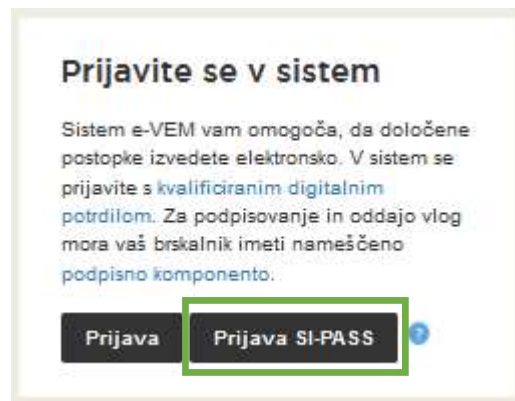 Prijavite se v sistem
Sistem e-VEM vam omogoča, da določene
postopke izvedete elektronsko. V sistem se
prijavite s kvalificiranim digitalnim
potrdilom. Za podpisovanje in oddajo vlog
mora vaš brskalnik imeti nameščeno
podpisno komponento.
Prijava Prijava SI-PASS ?